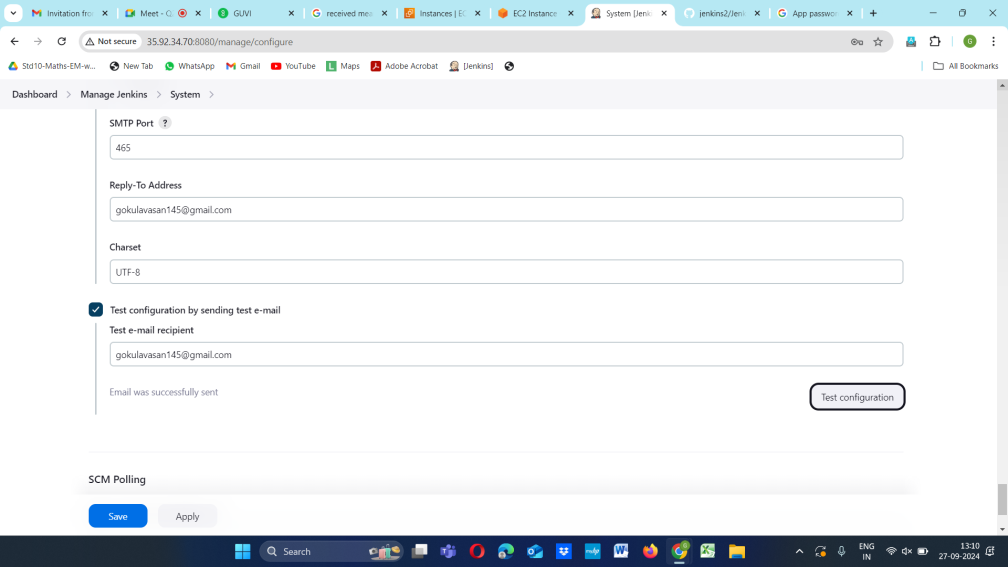 Invitation fro
Meet - G
GUVI
received me
Instances | EC
EC2 Instance
System [Jenk
jenkins2/Jenk
App passwor
Not secure
35.92.34.70:8080/manage/configure
G
Std10-Maths-EM-w...
New Tab
WhatsApp
Gmail
YouTube
Maps
Adobe Acrobat
[Jenkins]
All Bookmarks
Dashboard > Manage Jenkins > System >
SMTP Port ?
465
Reply-To Address
gokulavasan145@gmail.com
Charset
UTF-8
Test configuration by sending test e-mail
Test e-mail recipient
gokulavasan145@gmail.com
Email was successfully sent
Test configuration
SCM Polling
Save
Apply
Search
ENG
IN
13:10
27-09-2024